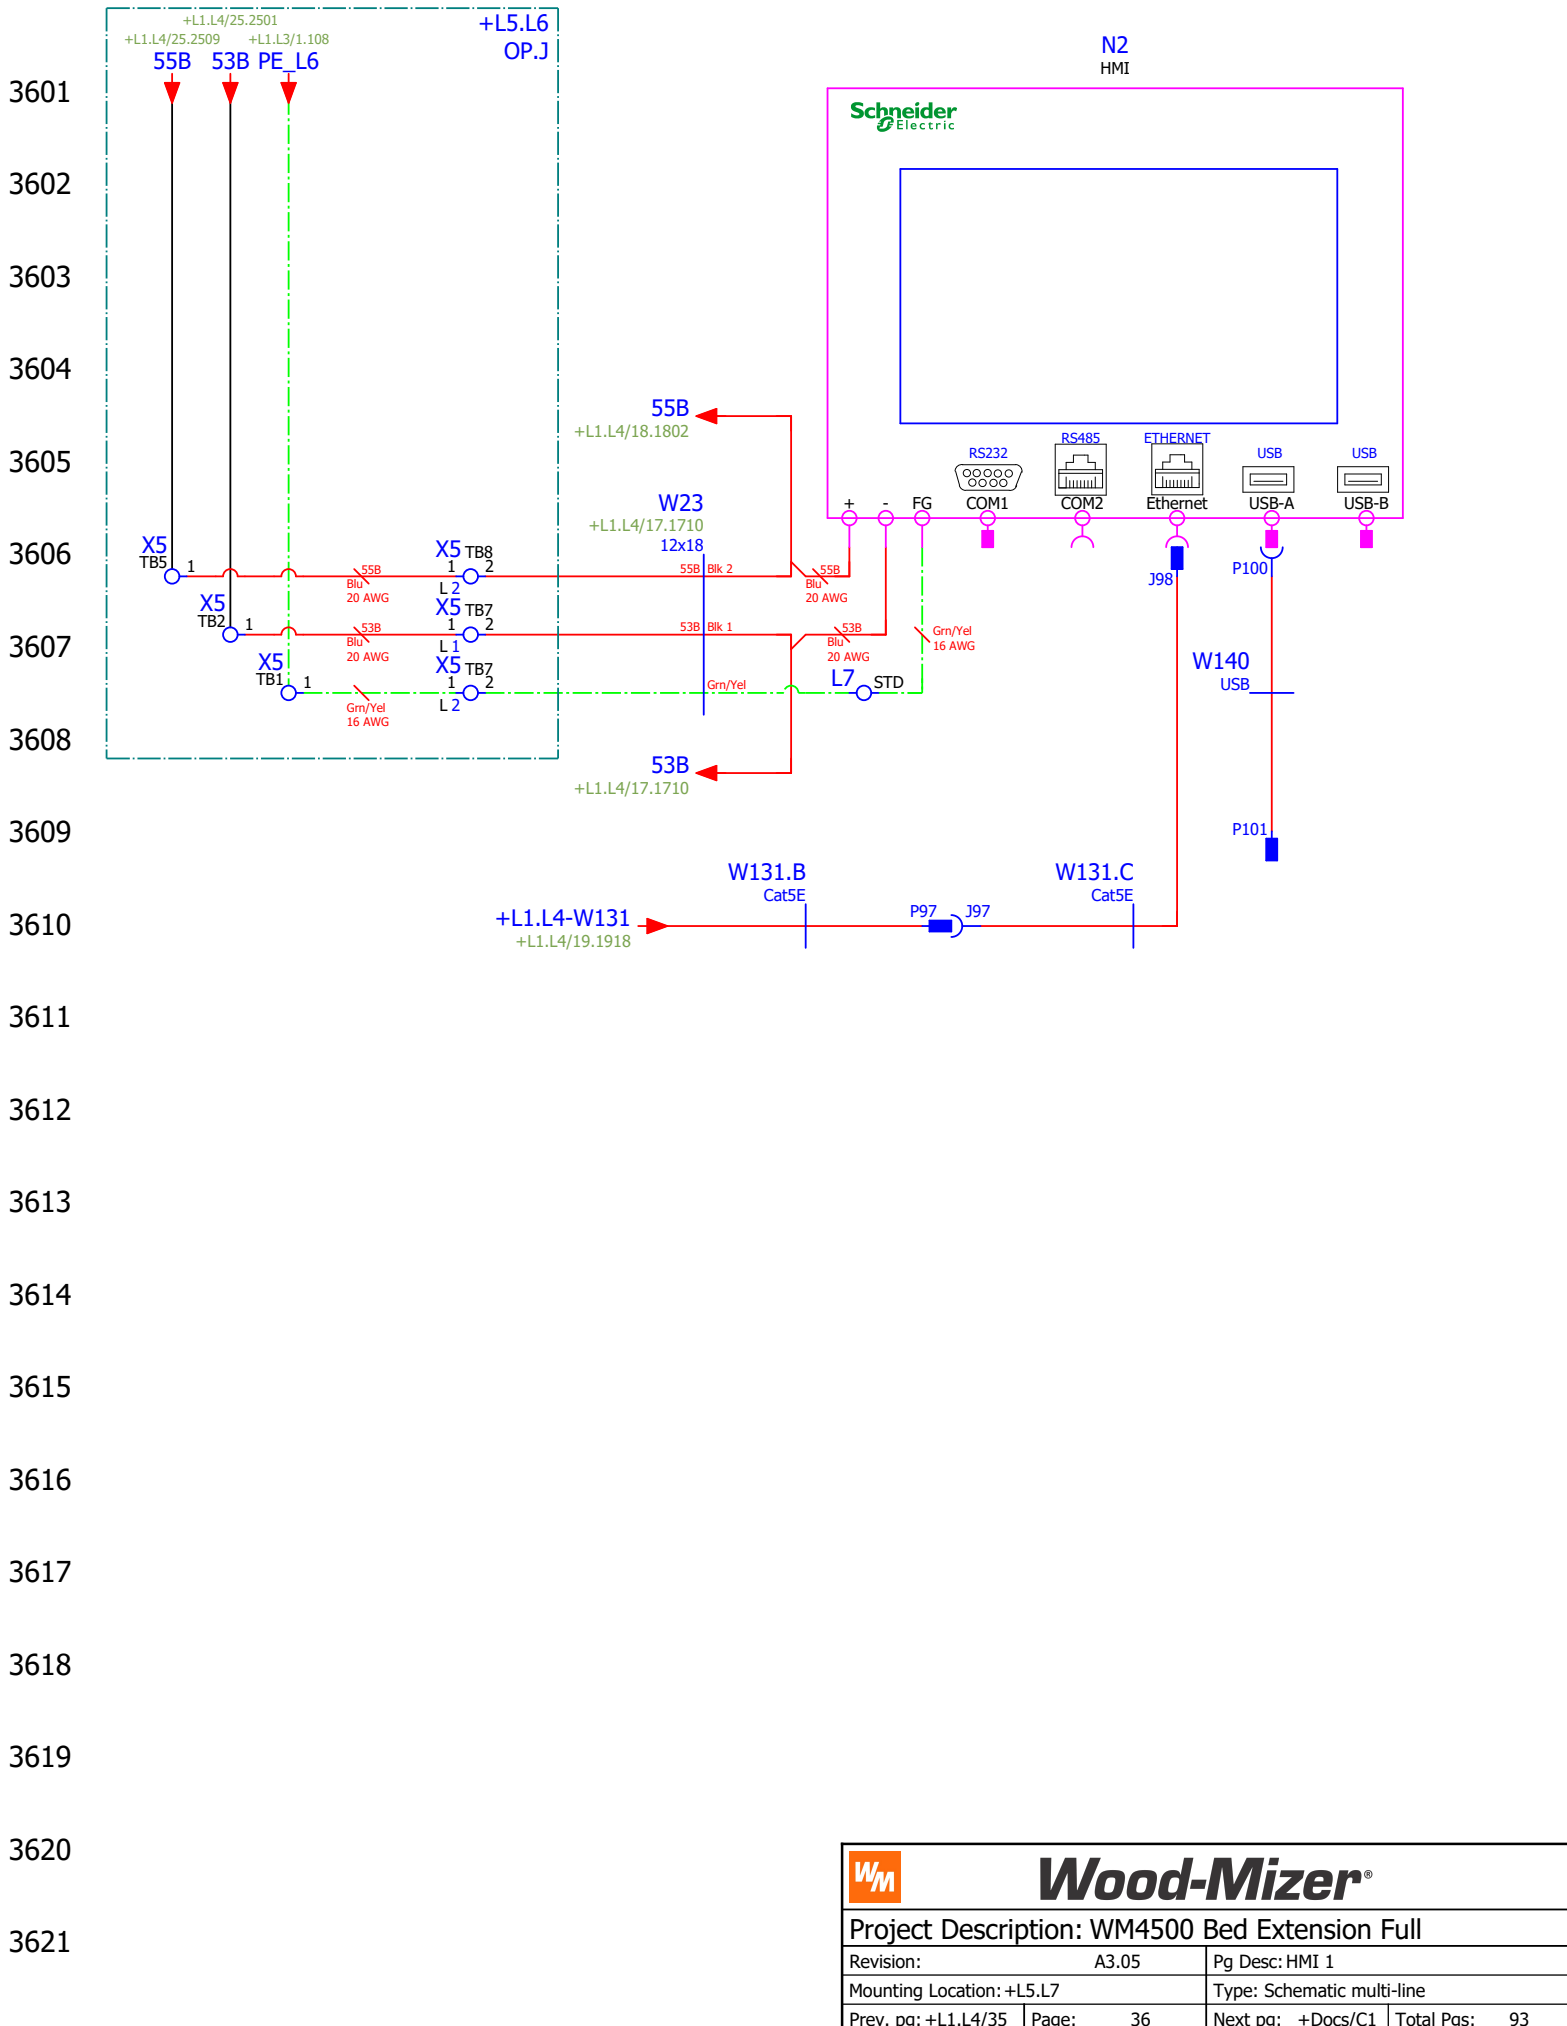 +L1.L4/25.2501
+L1.L4/25.2509
+L1.L3/1.108
55B
53B
PE_L6
+L5.L6
OP.J
N2
HMI
Schneider
Electric
3601
3602
3603
3604
3605
3606
3607
3608
3609
3610
3611
3612
3613
3614
3615
3616
3617
3618
3619
3620
3621
55B
+L1.L4/18.1802
RS232
RS485
ETHERNET
USB
USB
+
-
FG
COM1
COM2
Ethernet
USB-A
USB-B
W23
+L1.L4/17.1710
12x18
X5
TB5
1
55B
Blu
20 AWG
X5 TB8
1 2
L 2
55B Blk 2
55B
Blu
20 AWG
J98
P100
X5
TB2
1
53B
Blu
20 AWG
X5 TB7
1 2
L 1
53B Blk 1
53B
Blu
20 AWG
Grn/Yel
16 AWG
X5
TB1
1
Grn/Yel
16 AWG
X5 TB7
1 2
L 2
Grn/Yel
L7 STD
W140
USB
53B
+L1.L4/17.1710
P101
W131.B
Cat5E
W131.C
Cat5E
+L1.L4-W131
+L1.L4/19.1918
P97 J97
WM
Wood-Mizer®
Project Description: WM4500 Bed Extension Full
Revision: A3.05
Pg Desc: HMI 1
Mounting Location: +L5.L7
Type: Schematic multi-line
Prev. pg: +L1.L4/35
Page: 36
Next pg: +Docs/C1
Total Pgs: 93